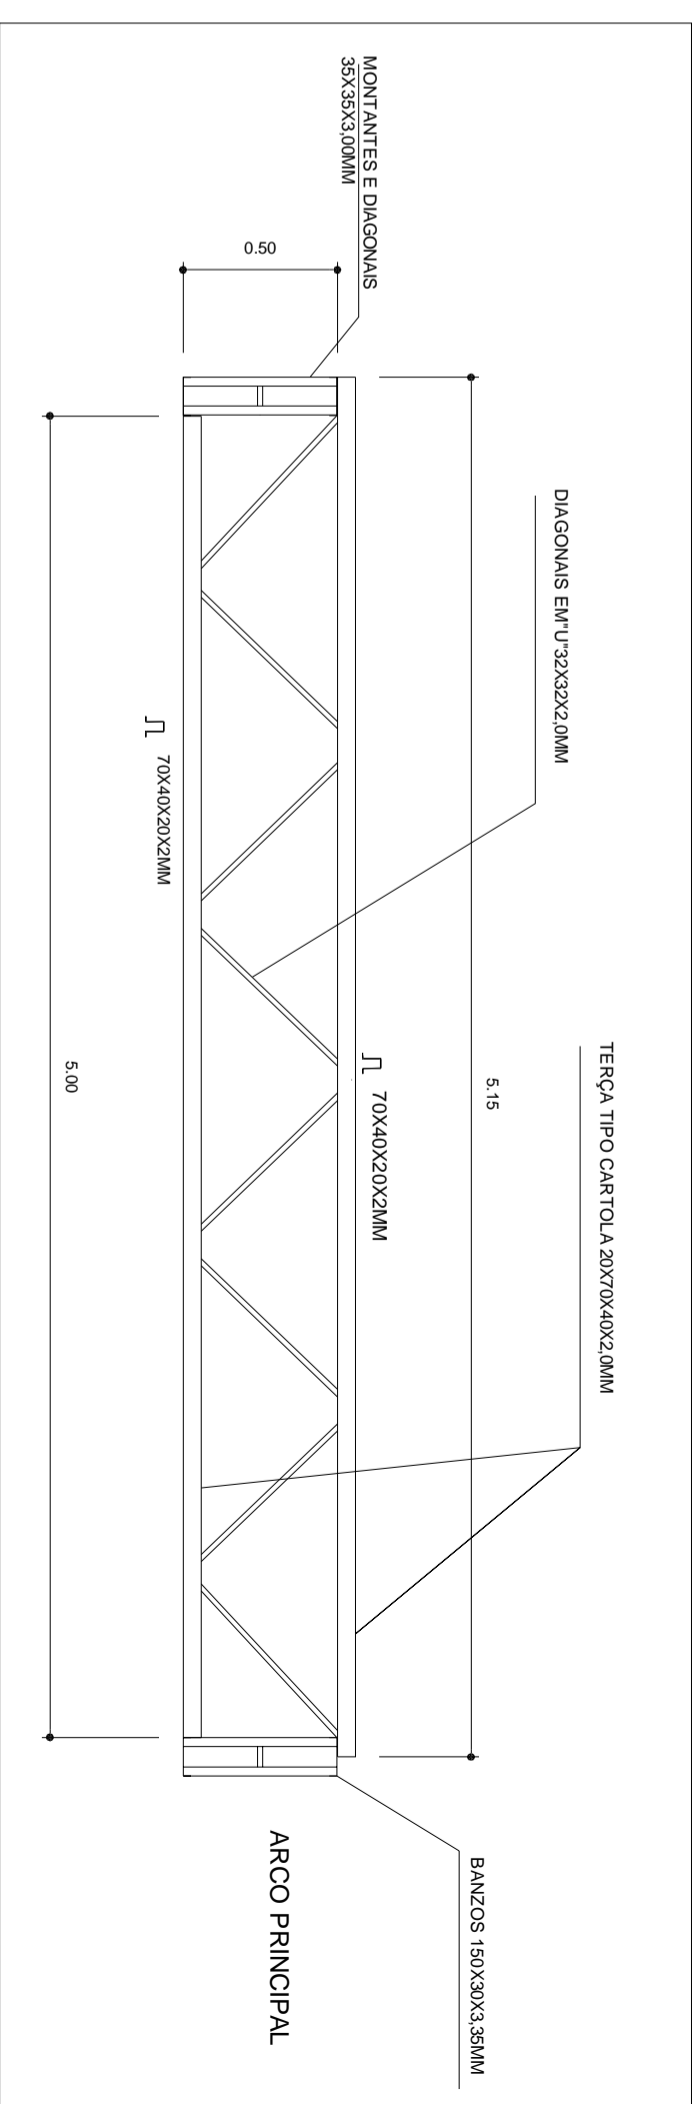 MONTANTES E DIAGONAIS
35X35X3,00MM
0.50
DIAGONAIS EM"U"32X32X2,0MM
TERÇA TIPO CARTOLA 20X70X40X2,0MM
5.15
70X40X20X2MM
70X40X20X2MM
5.00
BANZOS 150X30X3,35MM
ARCO PRINCIPAL